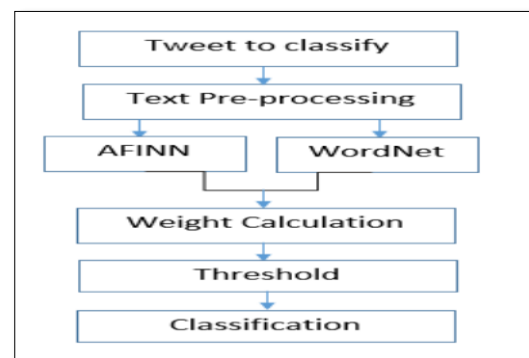 Tweet to classify
Text Pre-processing
AFINN
WordNet
Weight Calculation
Threshold
Classification